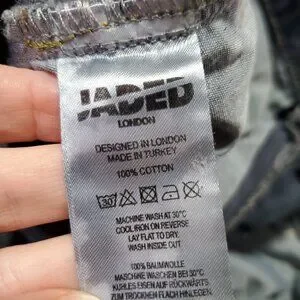 JADED
LONDON
DESIGNED IN LONDON
MADE IN TURKEY
100% COTTON
30
MACHINE WASH AT 30°C
COOL IRON ON REVERSE
LAY FLAT TO DRY.
WASH INSIDE OUT
100% BAUMWOLLE
MASCHINE WASCHEN BEI 30°C
KÜHLES EISEN AUF RÜCKWÄRTS
ZUM TROCKNEN FLACH HINLEGEN